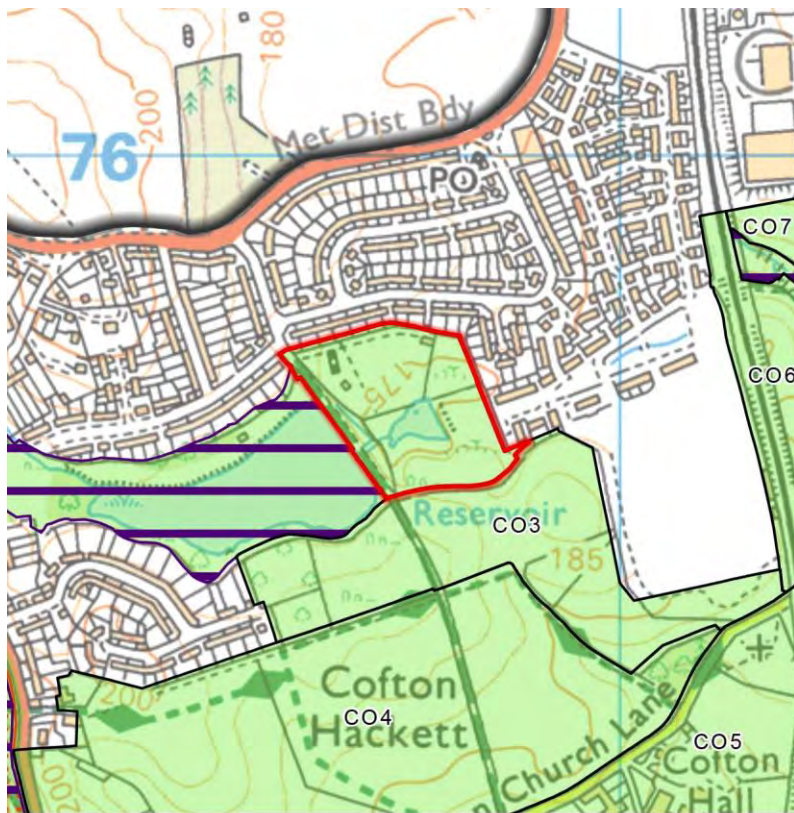 180
200
Met Dist Bdy
76
PO
CO7
CO6
175
Reservoir
CO3
185
200
Cofton
Hackett
CO4
Church Lane
CO5
Cofton
Hall
200